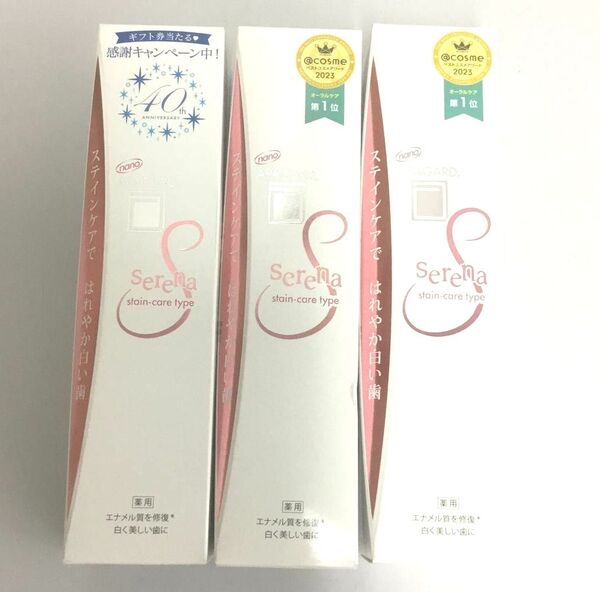 ギフト券当たる
感謝キャンペーン中!
40th
ANNIVERSARY
nano
ステインケアで はれやか白い歯
Serena
stain-care type
薬用
エナメル質を修復*
白く美しい歯に
@cosme
ベストコスメアワード
2023
オーラルケア
第1位
nano
ステインケアで はれやか白い歯
Serena
stain-care type
薬用
エナメル質を修復*
白く美しい歯に
@cosme
ベストコスメアワード
2023
オーラルケア
第1位
nano
ステインケアで はれやか白い歯
Serena
stain-care type
薬用
エナメル質を修復*
白く美しい歯に